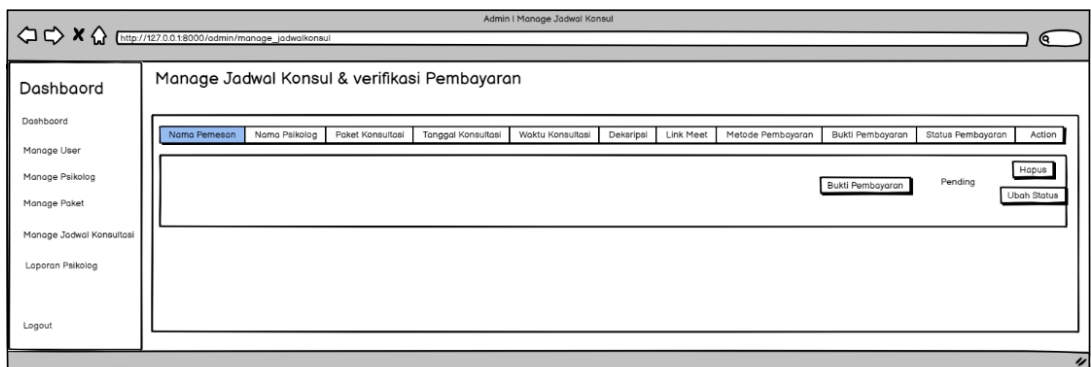 Admin | Manage Jadwal Konsul
http://127.0.0.1:8000/admin/manage_jadwalkonsul
Dashbaord
Dashboard
Manage User
Manage Psikolog
Manage Paket
Manage Jadwal Konsultasi
Laporan Psikolog
Logout
Manage Jadwal Konsul & verifikasi Pembayaran
Nama Pemesan Nama Psikolog Paket Konsultasi Tanggal Konsultasi Waktu Konsultasi Deksripsi Link Meet Metode Pembayaran Bukti Pembayaran Status Pembayaran Action
Bukti Pembayaran Pending Hapus
Ubah Status